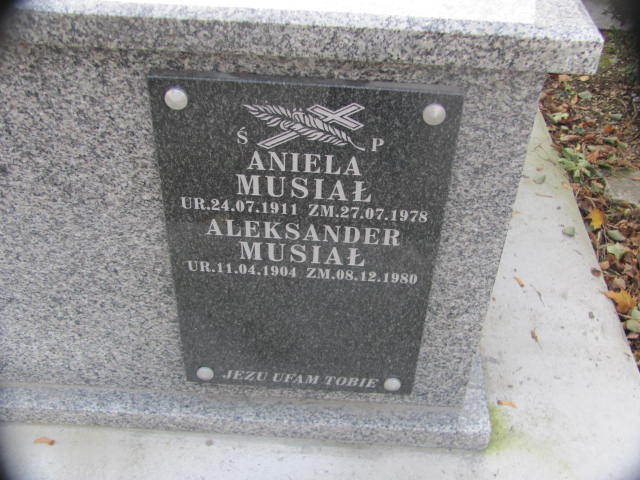 Ś P
ANIELA
MUSIAŁ
UR.24.07.1911 ZM.27.07.1978
ALEKSANDER
MUSIAŁ
UR.11.04.1904 ZM.08.12.1980
JEZU UFAM TOBIE